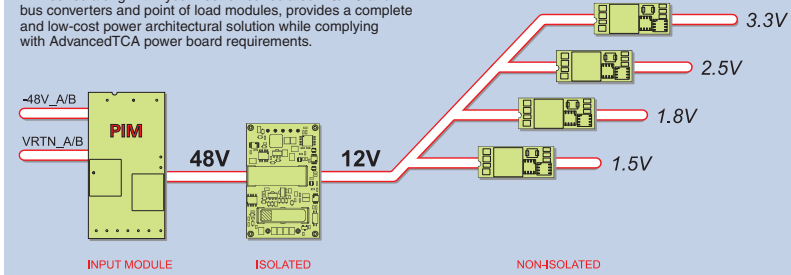 bus converters and point of load modules, provides a complete
and low-cost power architectural solution while complying
with AdvancedTCA power board requirements.
3.3V
2.5V
1.8V
1.5V
-48V_A/B
VRTN_A/B
PIM
48V
12V
INPUT MODULE
ISOLATED
NON-ISOLATED